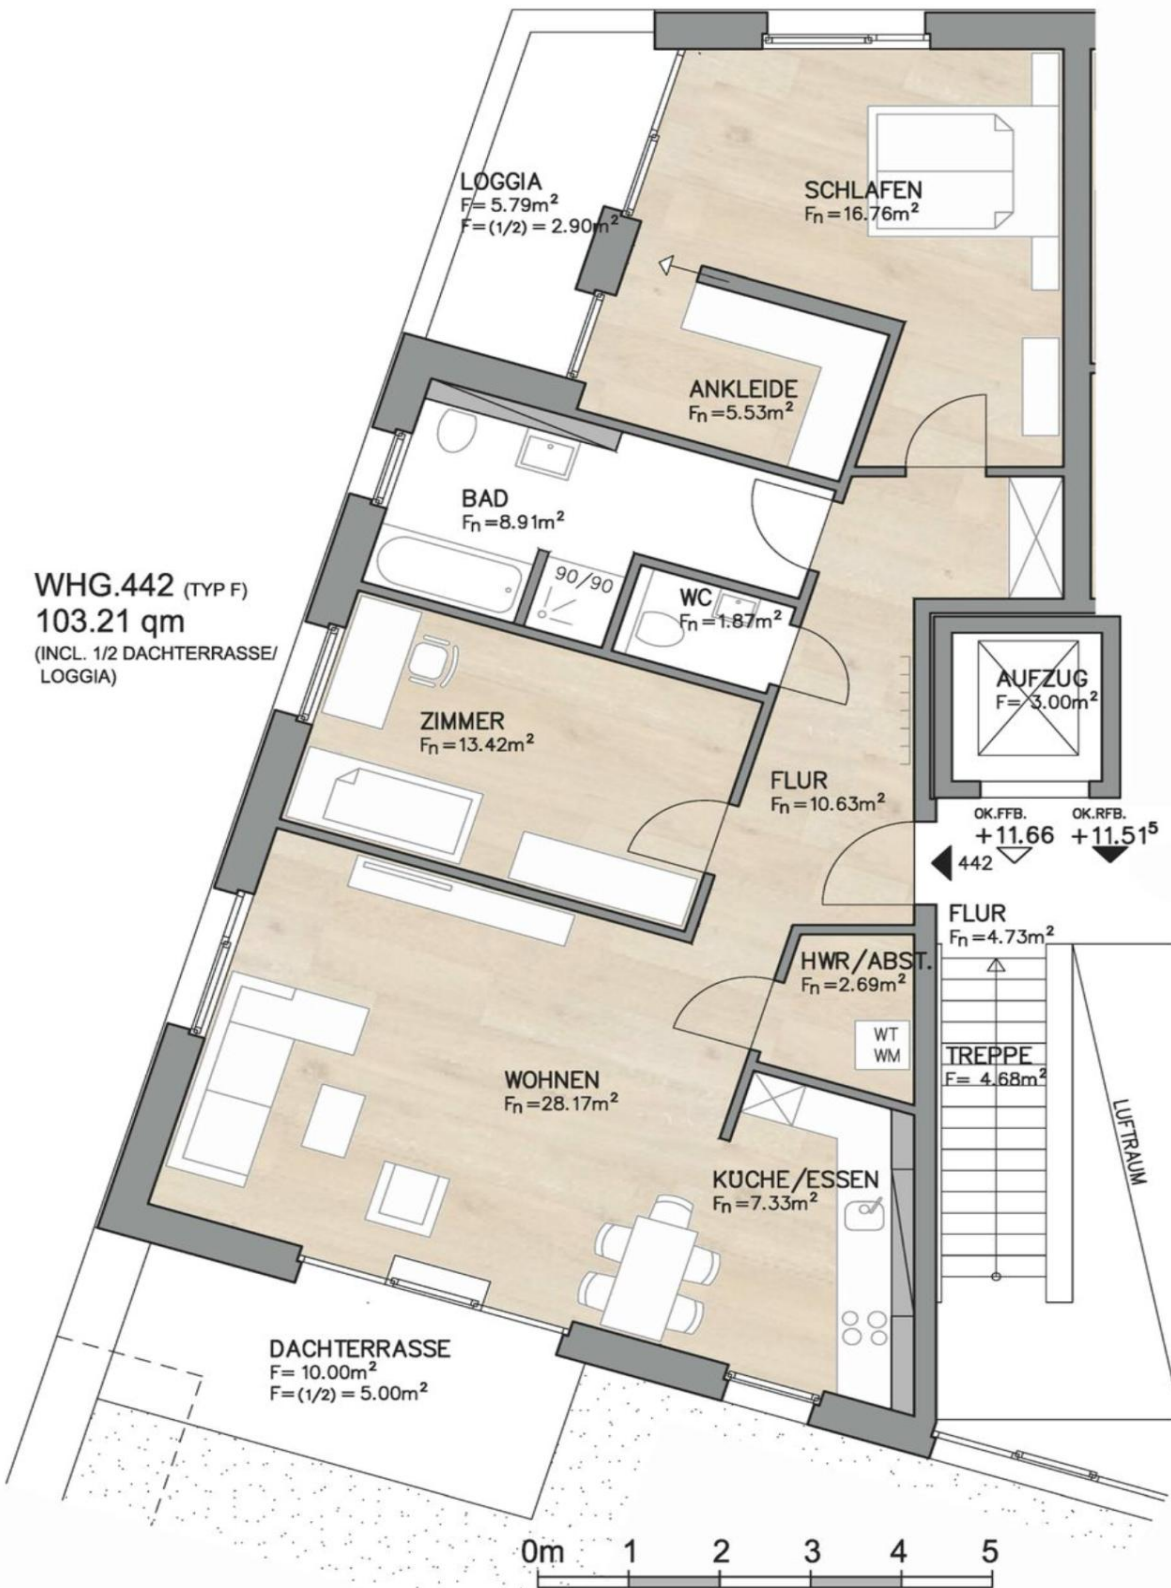 LOGGIA
F= 5.79m²
F=(1/2) = 2.90m²
SCHLAFEN
Fn=16.76m²
ANKLEIDE
Fn=5.53m²
BAD
Fn=8.91m²
90/90
WC
Fn=1.87m²
WHG.442 (TYP F)
103.21 qm
(INCL. 1/2 DACHTERRASSE/
LOGGIA)
ZIMMER
Fn=13.42m²
AUFZUG
F= 3.00m²
FLUR
Fn=10.63m²
OK.FFB.
+11.66
OK.RFB.
+11.51⁵
442
FLUR
Fn=4.73m²
HWR/ABST.
Fn=2.69m²
WT
WM
TREPPE
F= 4.68m²
LUFTRAUM
WOHNEN
Fn=28.17m²
KÜCHE/ESSEN
Fn=7.33m²
DACHTERRASSE
F= 10.00m²
F=(1/2) = 5.00m²
0m 1 2 3 4 5